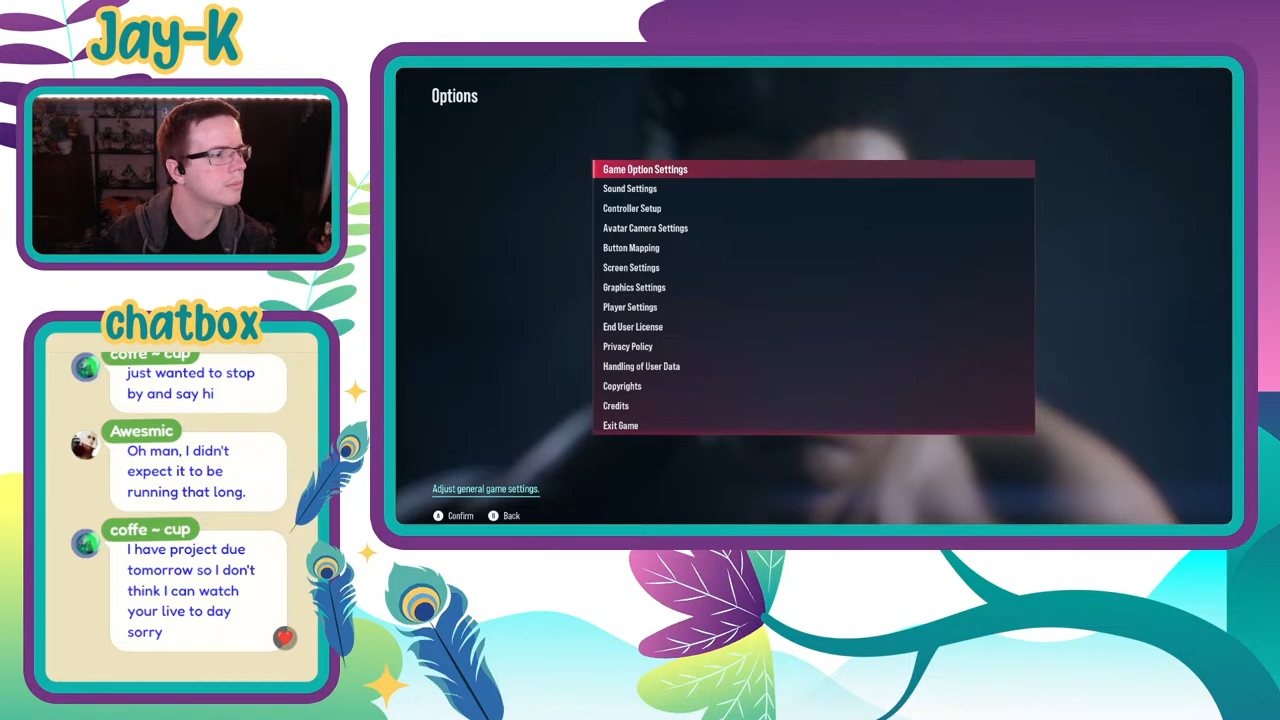 Jay-K
chatbox
coffe ~ cup
just wanted to stop
by and say hi
Awesmic
Oh man, I didn't
expect it to be
running that long.
coffe ~ cup
I have project due
tomorrow so I don't
think I can watch
your live to day
sorry
Options
Game Option Settings
Sound Settings
Controller Setup
Avatar Camera Settings
Button Mapping
Screen Settings
Graphics Settings
Player Settings
End User License
Privacy Policy
Handling of User Data
Copyrights
Credits
Exit Game
Adjust general game settings.
A Confirm B Back